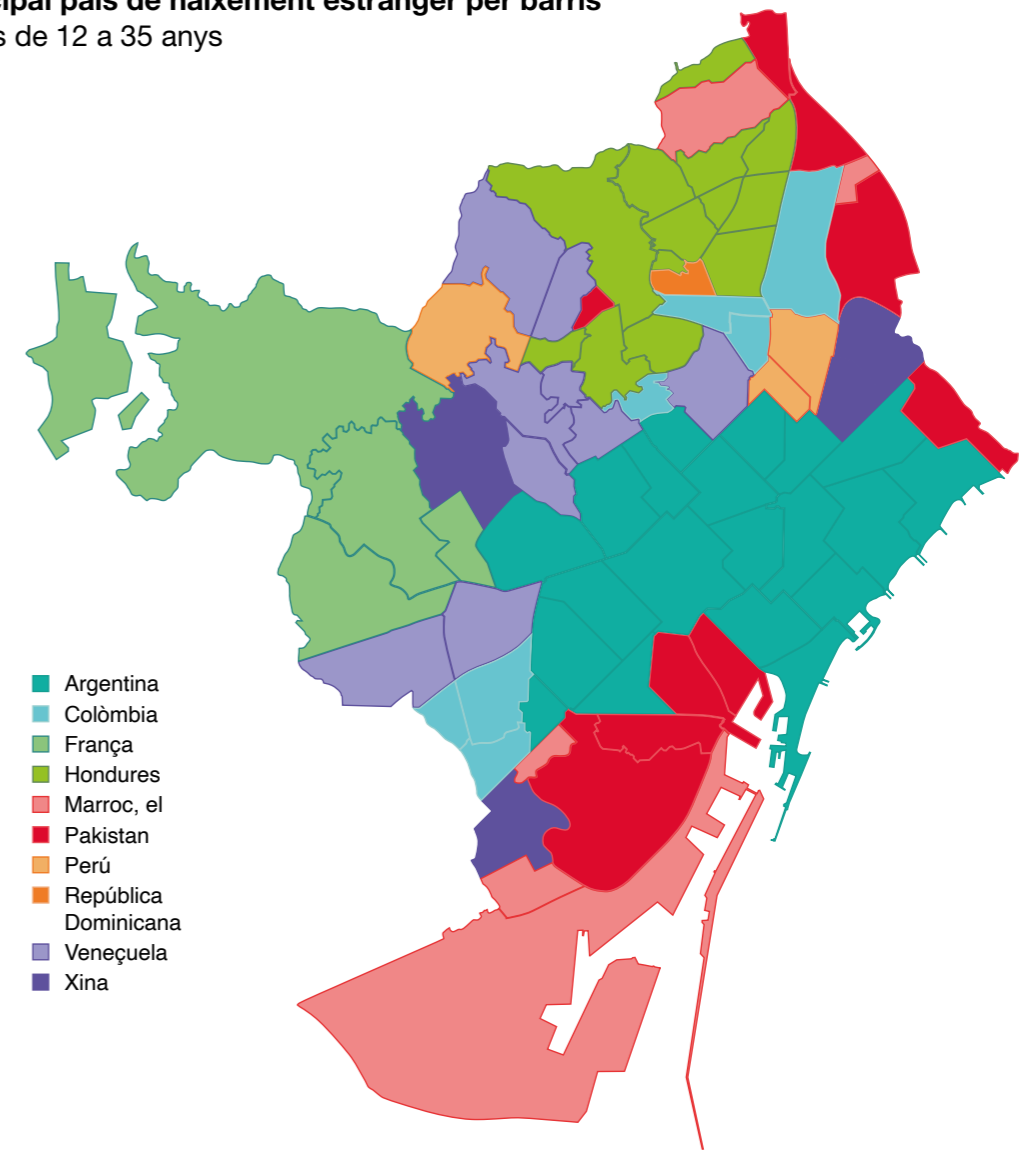 país de naixement estranger per barris
de 12 a 35 anys
Argentina
Colòmbia
França
Hondures
Marroc, el
Pakistan
Perú
República
Dominicana
Veneçuela
Xina